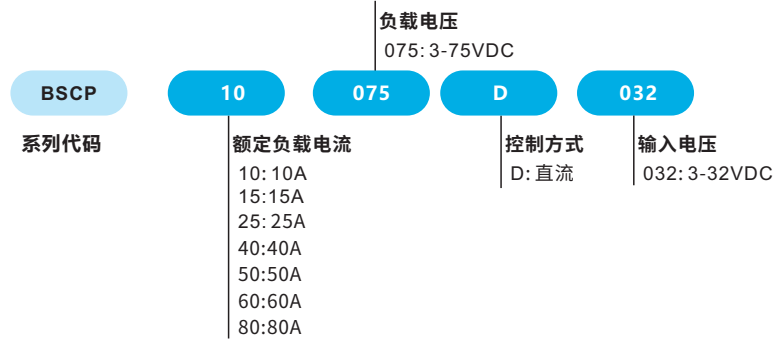 负载电压
075: 3-75VDC
BSCP 10 075 D 032
系列代码 额定负载电流 控制方式 输入电压
10: 10A D: 直流 032: 3-32VDC
15:15A
25: 25A
40:40A
50:50A
60:60A
80:80A